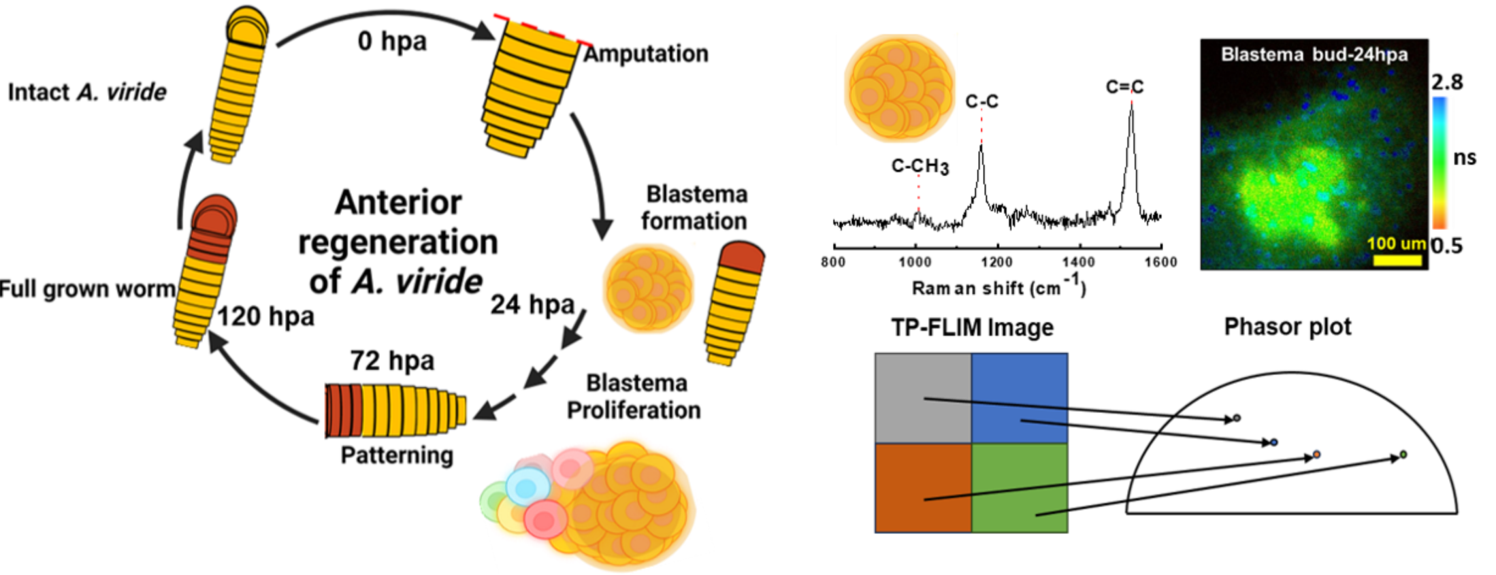 0 hpa
Amputation
Intact A. viride
Blastema
formation
Anterior
regeneration
of A. viride
24 hpa
Full grown worm
120 hpa
72 hpa
Patterning
Blastema
Proliferation
C-CH3
C-C
C=C
800 1000 1200 1400 1600
Raman shift (cm-1)
Blastema bud-24hpa
2.8
ns
0.5
100 um
TP-FLIM Image
Phasor plot